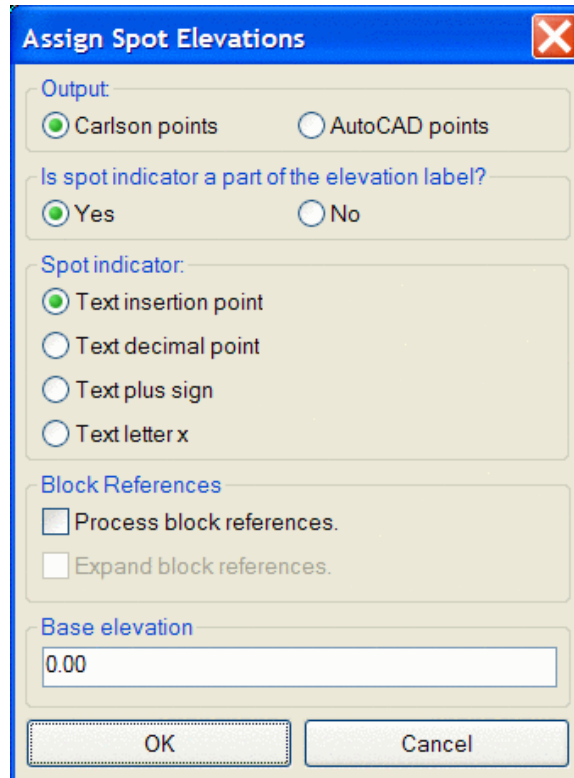 Assign Spot Elevations
Output:
Carlson points AutoCAD points
Is spot indicator a part of the elevation label?
Yes No
Spot indicator:
Text insertion point
Text decimal point
Text plus sign
Text letter x
Block References
Process block references.
Expand block references.
Base elevation
0.00
OK Cancel